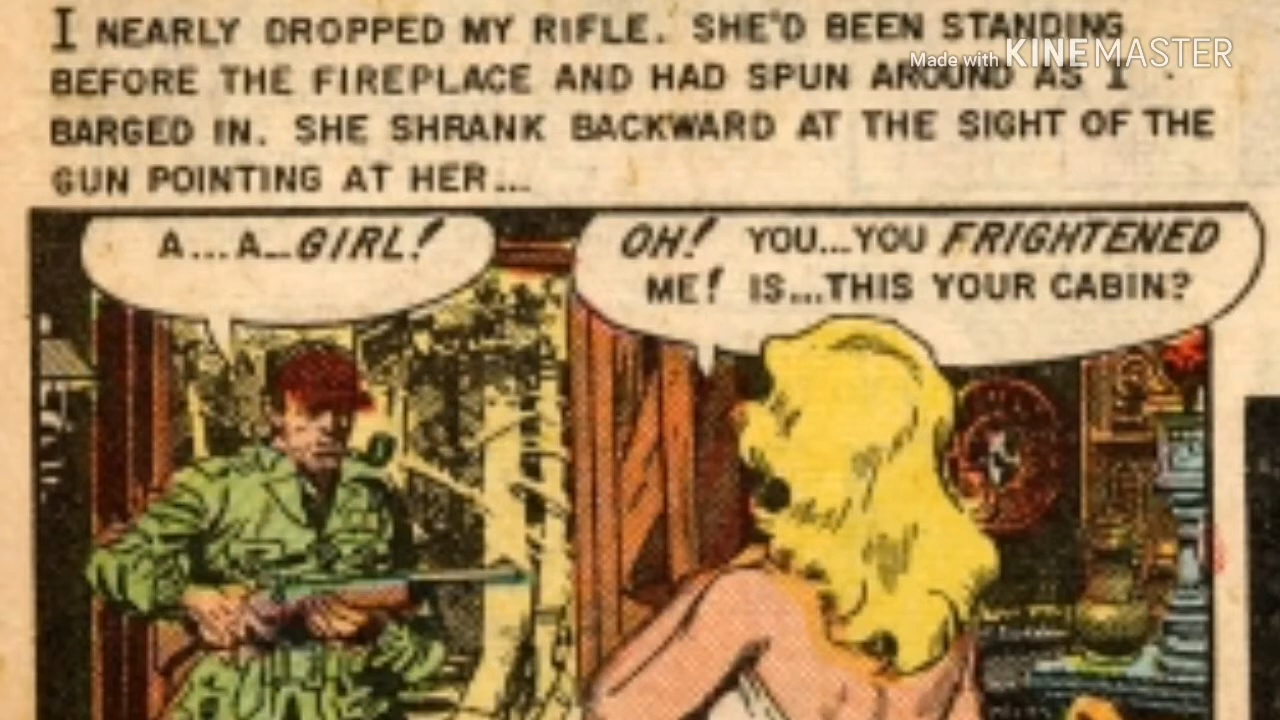 I NEARLY DROPPED MY RIFLE. SHE'D BEEN STANDING
Made with KINEMASTER
BEFORE THE FIREPLACE AND HAD SPUN AROUND AS I
BARGED IN. SHE SHRANK BACKWARD AT THE SIGHT OF THE
GUN POINTING AT HER...
A...A...GIRL!
OH! YOU...YOU FRIGHTENED
ME! IS...THIS YOUR CABIN?